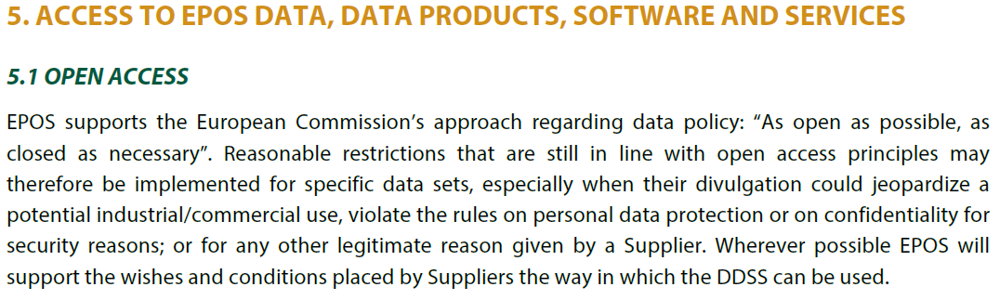 5. ACCESS TO EPOS DATA, DATA PRODUCTS, SOFTWARE AND SERVICES
5.1 OPEN ACCESS
EPOS supports the European Commission's approach regarding data policy: “As open as possible, as
closed as necessary”. Reasonable restrictions that are still in line with open access principles may
therefore be implemented for specific data sets, especially when their divulgation could jeopardize a
potential industrial/commercial use, violate the rules on personal data protection or on confidentiality for
security reasons; or for any other legitimate reason given by a Supplier. Wherever possible EPOS will
support the wishes and conditions placed by Suppliers the way in which the DDSS can be used.